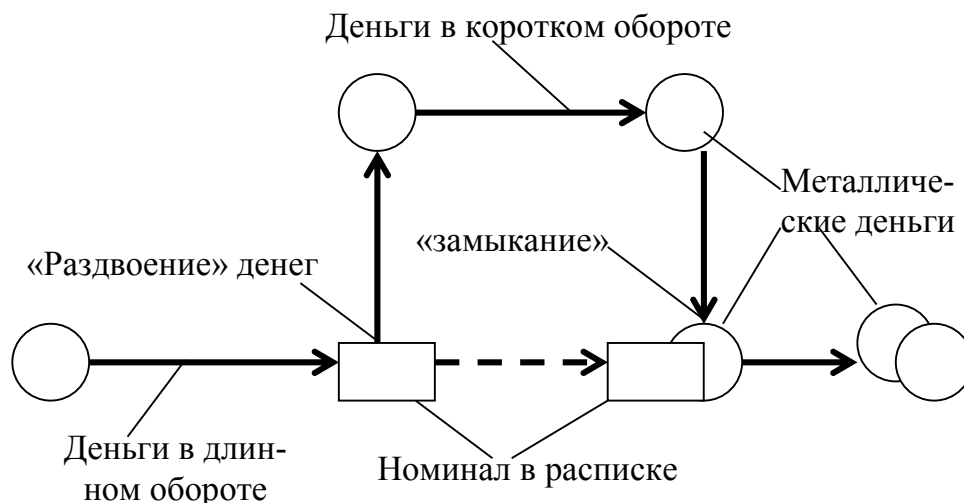 Деньги в коротком обороте
Металличе-
ские деньги
«замыкание»
«Раздвоение» денег
Деньги в длин-
ном обороте
Номинал в расписке